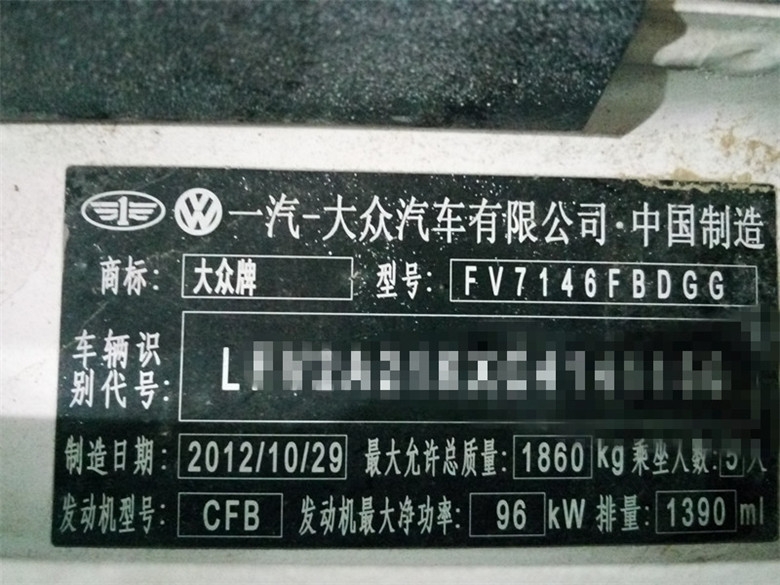 一汽-大众汽车有限公司·中国制造
商标: 大众牌 型号: FV7146FBDGG
车辆识
别代号: L
制造日期: 2012/10/29 最大允许总质量: 1860 kg 乘坐人数: 5 人
发动机型号: CFB 发动机最大净功率: 96 kW 排量: 1390 ml